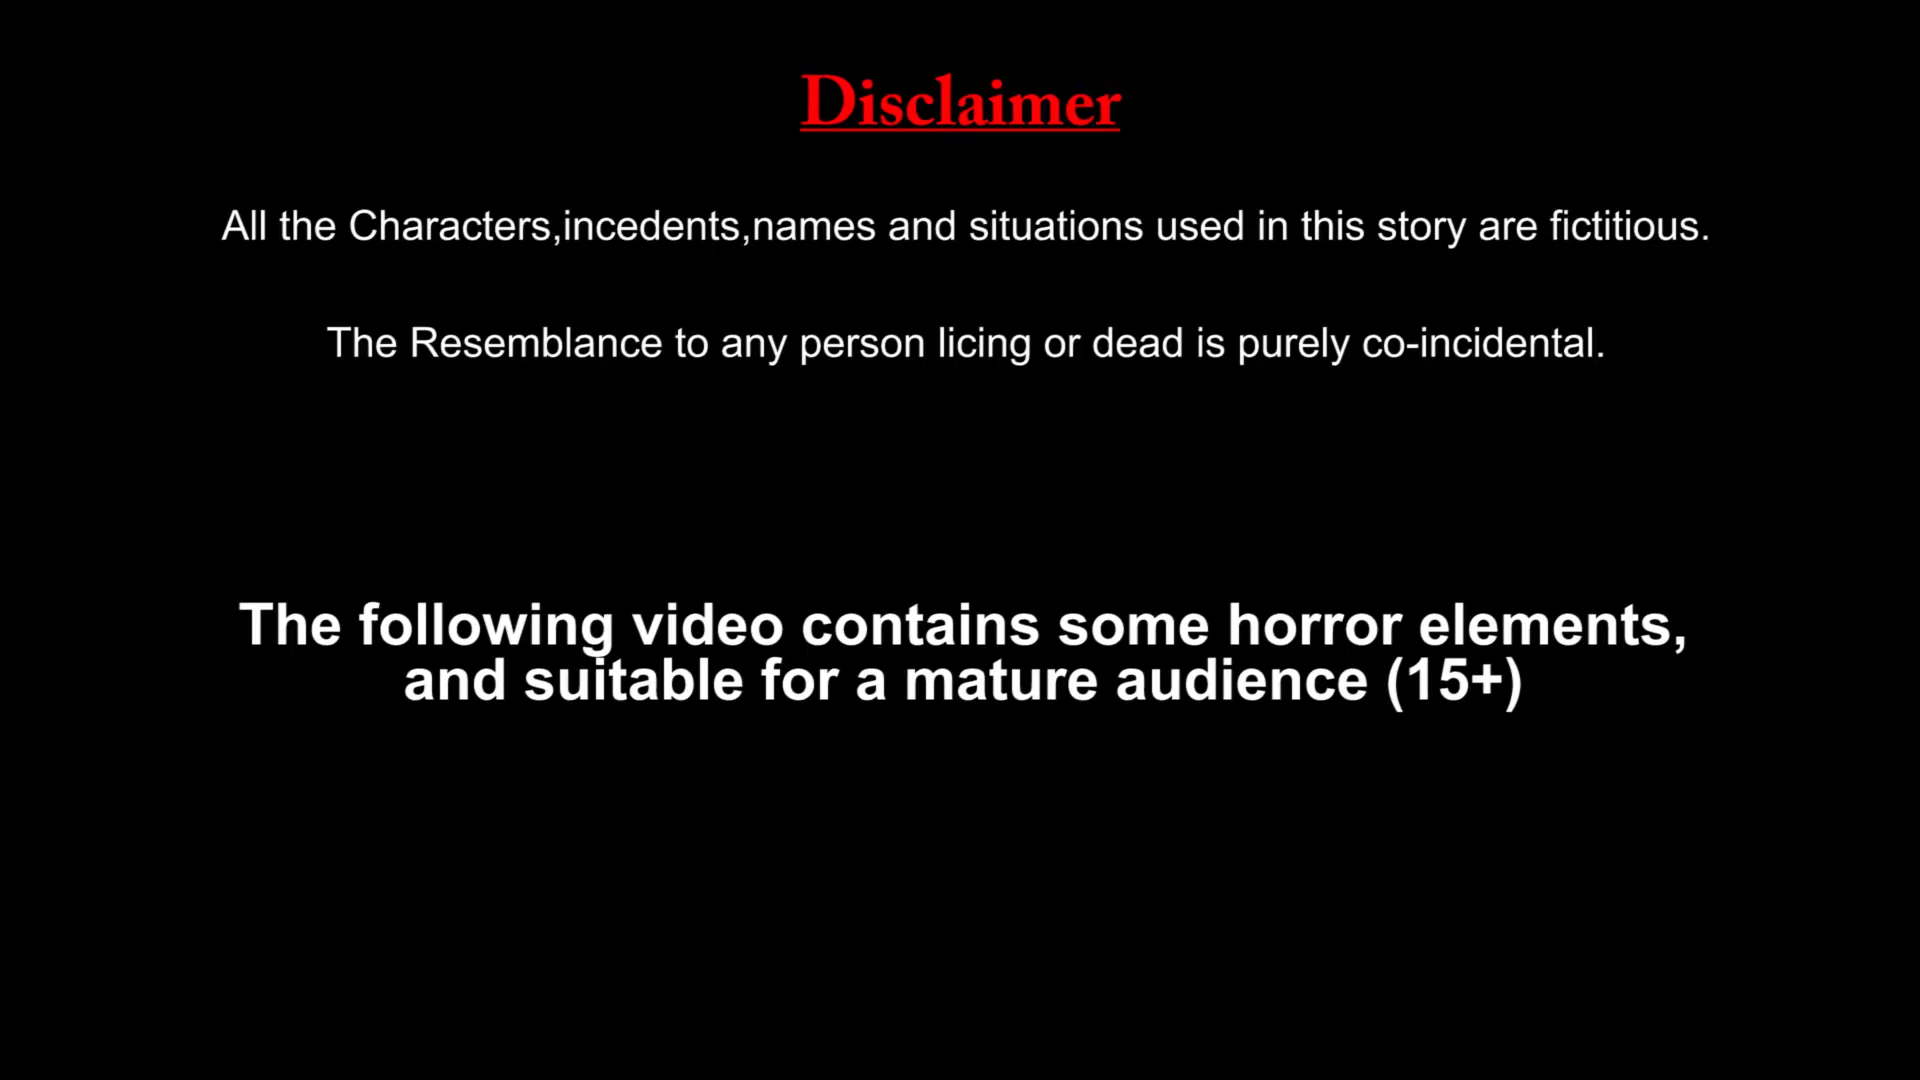 Disclaimer
All the Characters,incedents,names and situations used in this story are fictitious.
The Resemblance to any person licing or dead is purely co-incidental.
The following video contains some horror elements,
and suitable for a mature audience (15+)